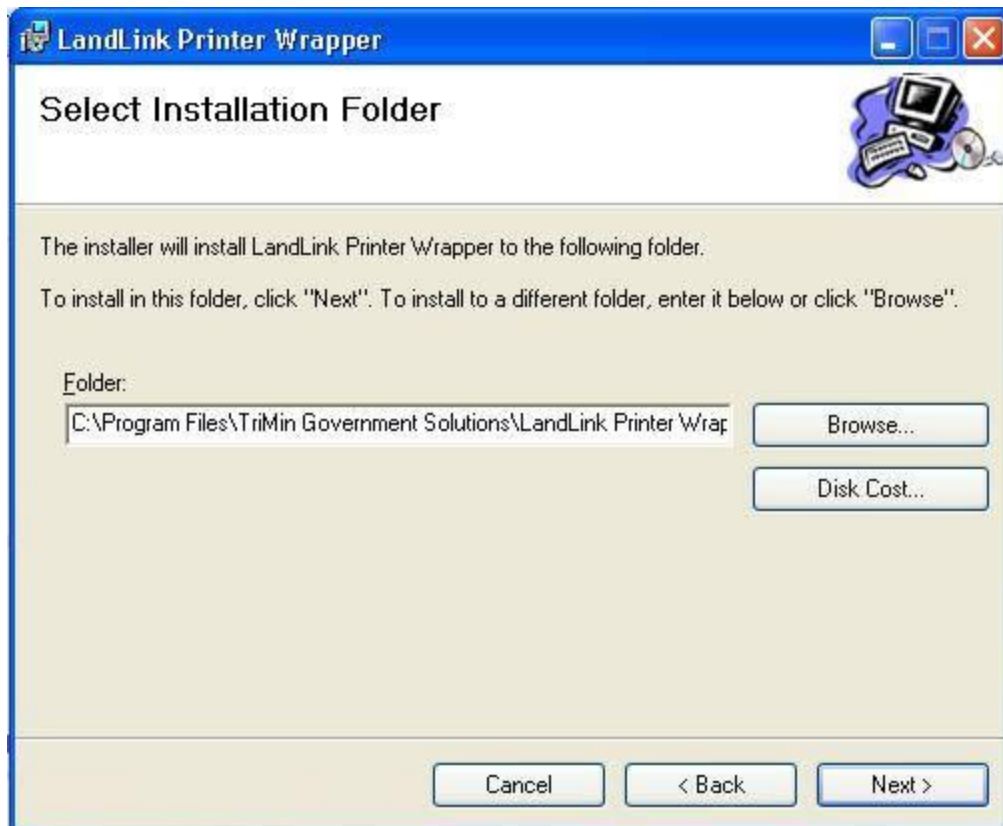 LandLink Printer Wrapper
Select Installation Folder
The installer will install LandLink Printer Wrapper to the following folder.
To install in this folder, click "Next". To install to a different folder, enter it below or click "Browse".
Folder:
C:\Program Files\TriMin Government Solutions\LandLink Printer Wrap
Browse...
Disk Cost...
Cancel
< Back
Next >